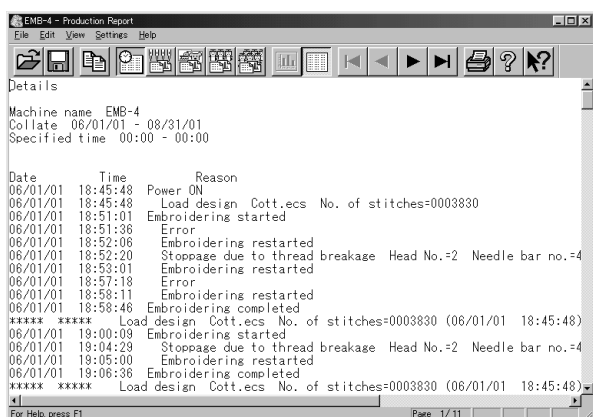 EMB-4 - Production Report
File Edit View Settings Help
Details
Machine name EMB-4
Collate 06/01/01 - 08/31/01
Specified time 00:00 - 00:00
Date Time Reason
06/01/01 18:45:48 Power ON
06/01/01 18:45:48 Load design Cott.ecs No. of stitches=0003830
06/01/01 18:51:01 Embroidering started
06/01/01 18:51:36 Error
06/01/01 18:52:06 Embroidering restarted
06/01/01 18:52:20 Stoppage due to thread breakage Head No.=2 Needle bar no.=4
06/01/01 18:53:01 Embroidering restarted
06/01/01 18:57:18 Error
06/01/01 18:58:11 Embroidering restarted
06/01/01 18:58:46 Embroidering completed
***** ***** Load design Cott.ecs No. of stitches=0003830 (06/01/01 18:45:48)
06/01/01 19:00:09 Embroidering started
06/01/01 19:04:29 Stoppage due to thread breakage Head No.=2 Needle bar no.=4
06/01/01 19:05:00 Embroidering restarted
06/01/01 19:06:36 Embroidering completed
***** ***** Load design Cott.ecs No. of stitches=0003830 (06/01/01 18:45:48)
For Help, press F1 Page 1/11